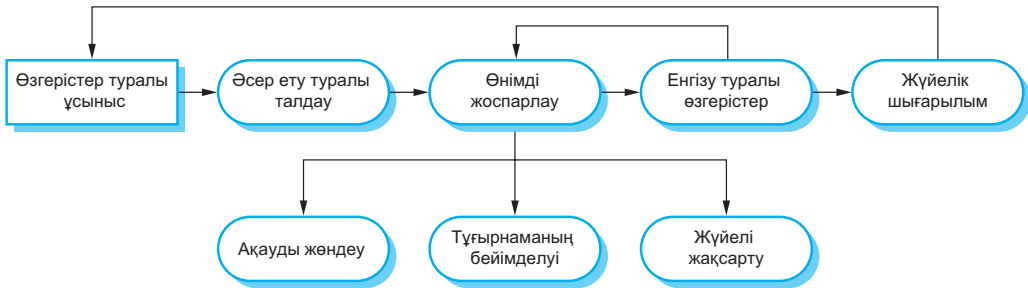 Өзгерістер туралы
ұсыныс
Әсер ету туралы
талдау
Өнімді
жоспарлау
Енгізу туралы
өзгерістер
Жүйелік
шығарылым
Ақауды жөндеу
Тұғырнаманың
бейімделуі
Жүйелі
жақсарту